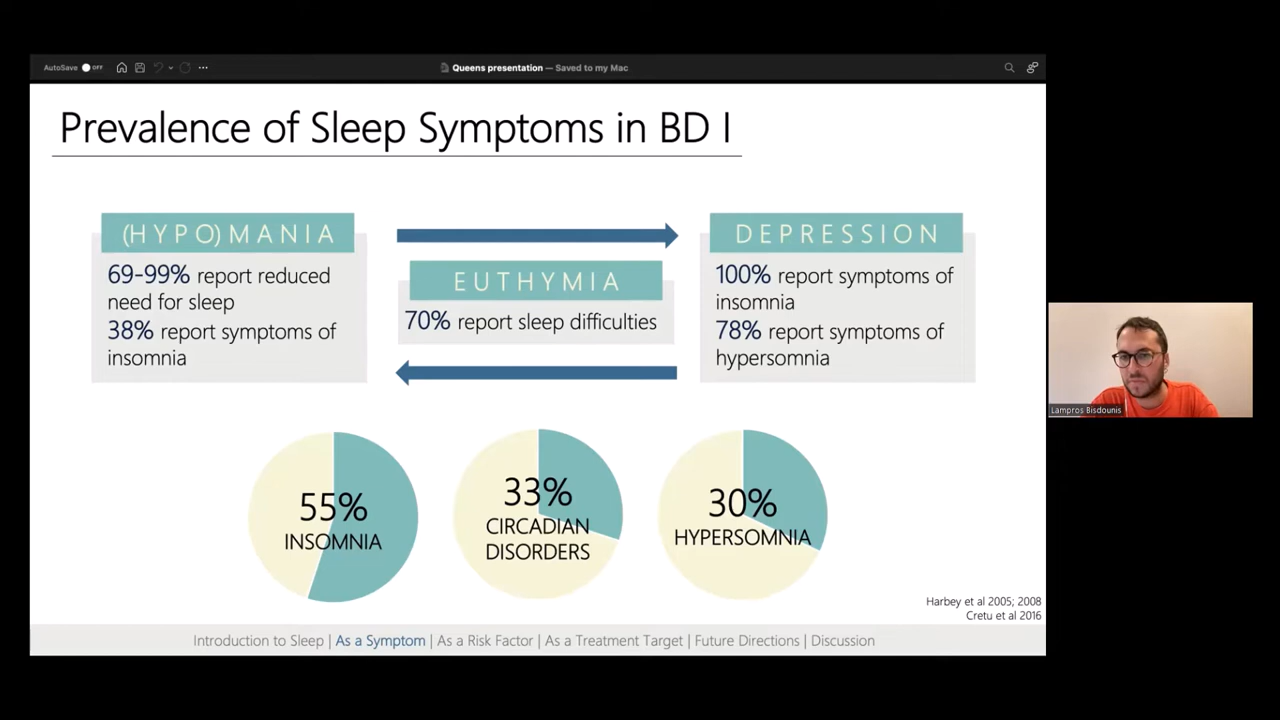 AutoSave OFF
Queens presentation — Saved to my Mac
Prevalence of Sleep Symptoms in BD I
(HYPO)MANIA
69-99% report reduced
need for sleep
38% report symptoms of
insomnia
EUTHYMIA
70% report sleep difficulties
DEPRESSION
100% report symptoms of
insomnia
78% report symptoms of
hypersomnia
55%
INSOMNIA
33%
CIRCADIAN
DISORDERS
30%
HYPERSOMNIA
Harbey et al 2005; 2008
Cretu et al 2016
Introduction to Sleep | As a Symptom | As a Risk Factor | As a Treatment Target | Future Directions | Discussion
Lampros Bisdounis